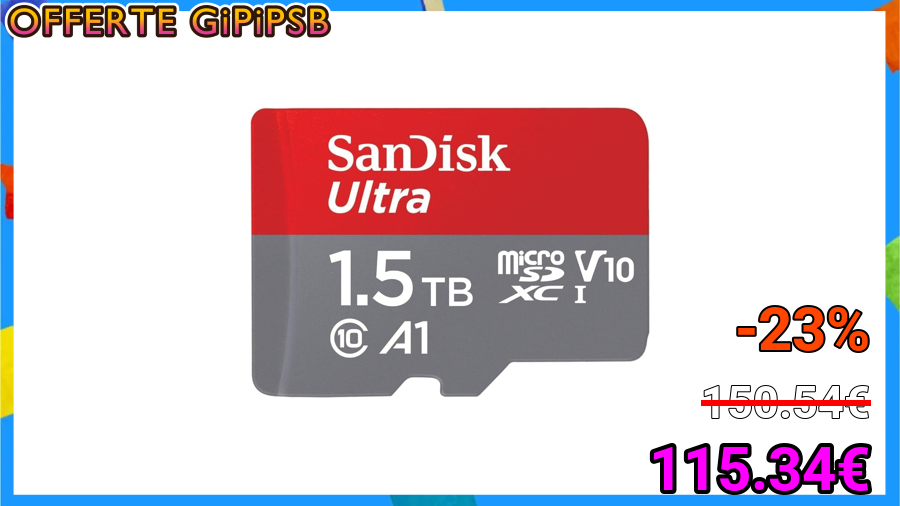 OFFERTE GiPiPSB
SanDisk
Ultra
1.5 TB
micro SD XC I V10
10 A1
-23%
150.54€
115.34€